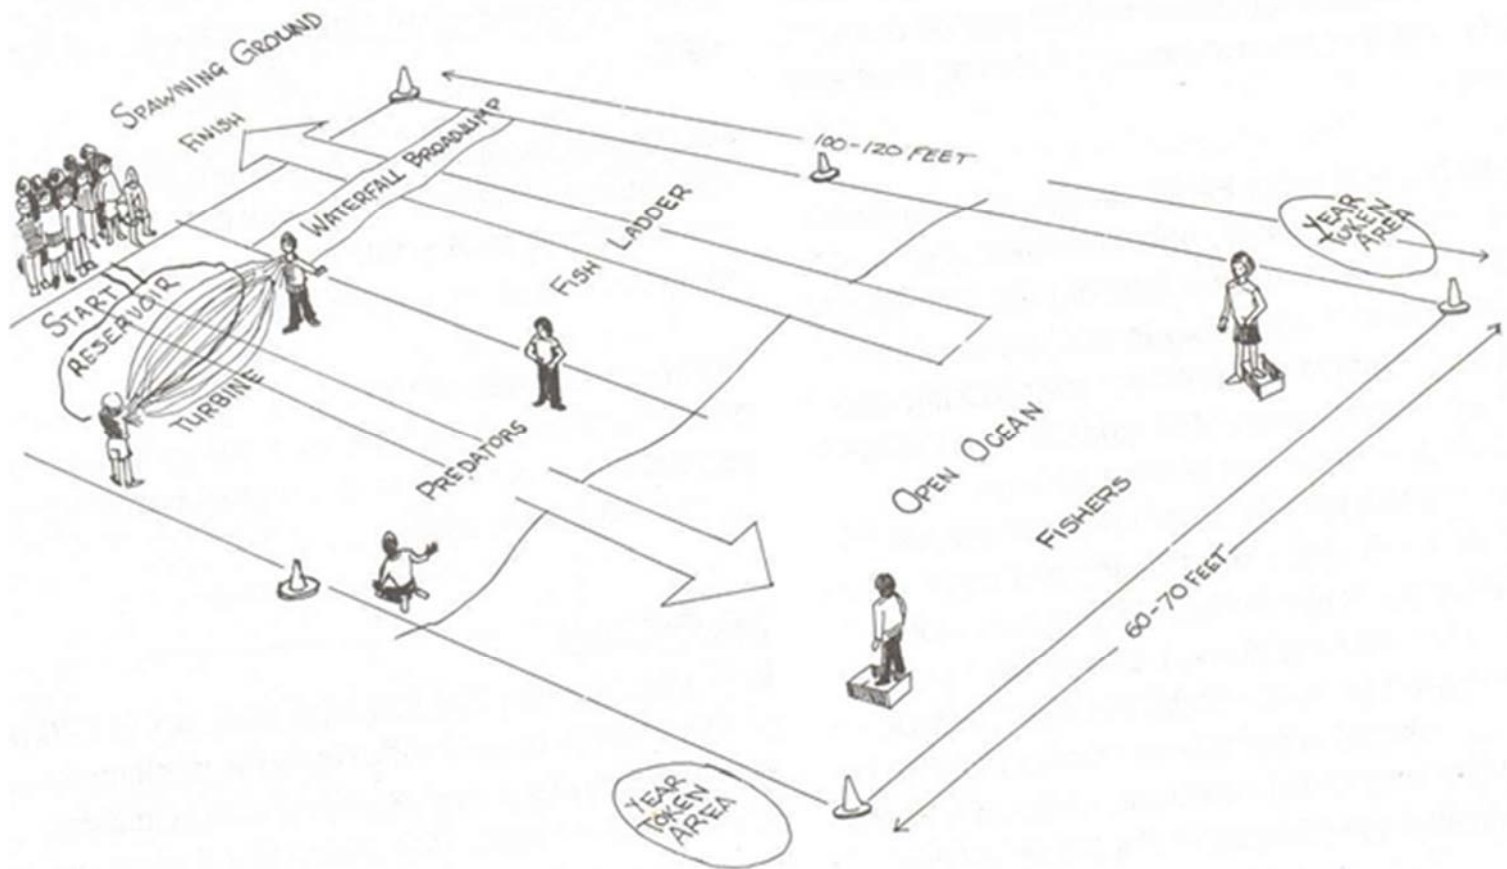 SPAWNING GROUND
FINISH
WATERFALL BROADJUMP
100-120 FEET
YEAR
TOKEN
AREA
FISH LADDER
START
RESERVOIR
TURBINE
PREDATORS
OPEN OCEAN
FISHERS
60-70 FEET
YEAR
TOKEN
AREA